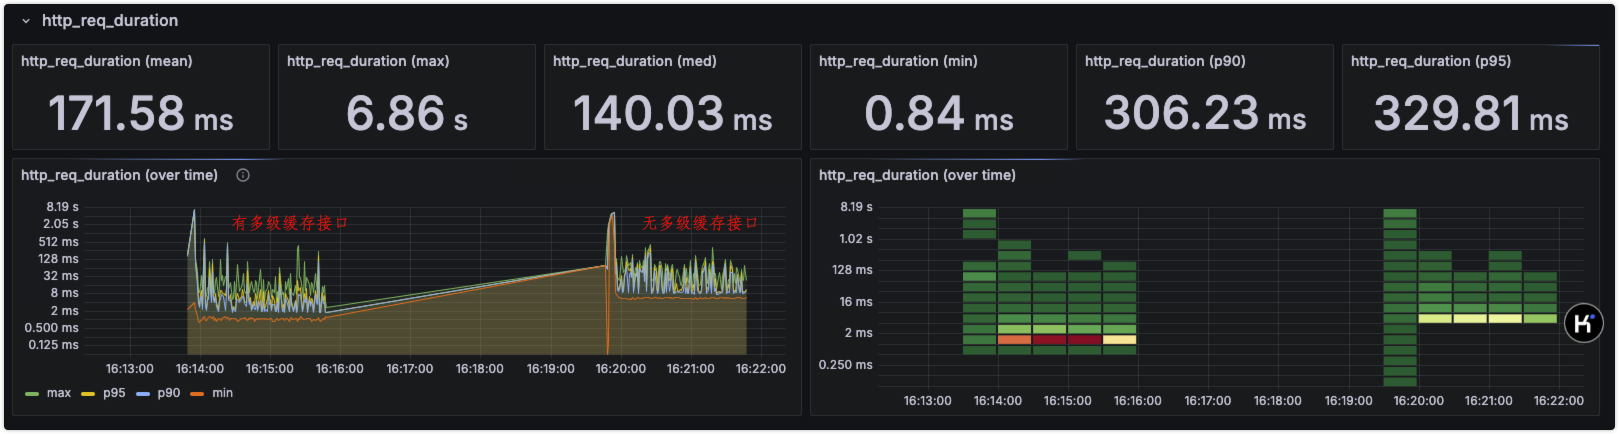 http_req_duration
http_req_duration (mean)
171.58 ms
http_req_duration (max)
6.86 s
http_req_duration (med)
140.03 ms
http_req_duration (min)
0.84 ms
http_req_duration (p90)
306.23 ms
http_req_duration (p95)
329.81 ms
http_req_duration (over time)
8.19 s
2.05 s
512 ms
128 ms
32 ms
8 ms
2 ms
0.500 ms
0.125 ms
有多级缓存接口
无多级缓存接口
16:13:00 16:14:00 16:15:00 16:16:00 16:17:00 16:18:00 16:19:00 16:20:00 16:21:00 16:22:00
max p95 p90 min
http_req_duration (over time)
8.19 s
1.02 s
128 ms
16 ms
2 ms
0.250 ms
16:13:00 16:14:00 16:15:00 16:16:00 16:17:00 16:18:00 16:19:00 16:20:00 16:21:00 16:22:00
K